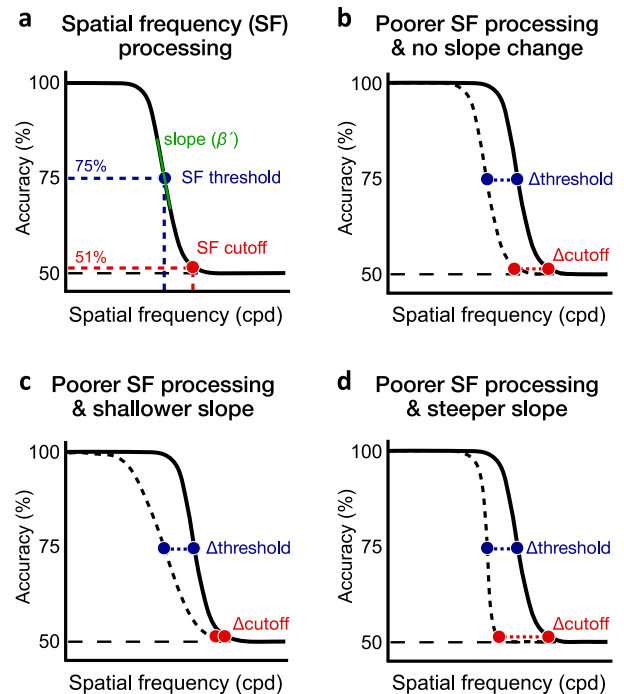 a
Spatial frequency (SF)
processing
100
75
50
Accuracy (%)
75%
51%
slope (β´)
SF threshold
SF cutoff
Spatial frequency (cpd)
b
Poorer SF processing
& no slope change
100
75
50
Accuracy (%)
Δthreshold
Δcutoff
Spatial frequency (cpd)
c
Poorer SF processing
& shallower slope
100
75
50
Accuracy (%)
Δthreshold
Δcutoff
Spatial frequency (cpd)
d
Poorer SF processing
& steeper slope
100
75
50
Accuracy (%)
Δthreshold
Δcutoff
Spatial frequency (cpd)